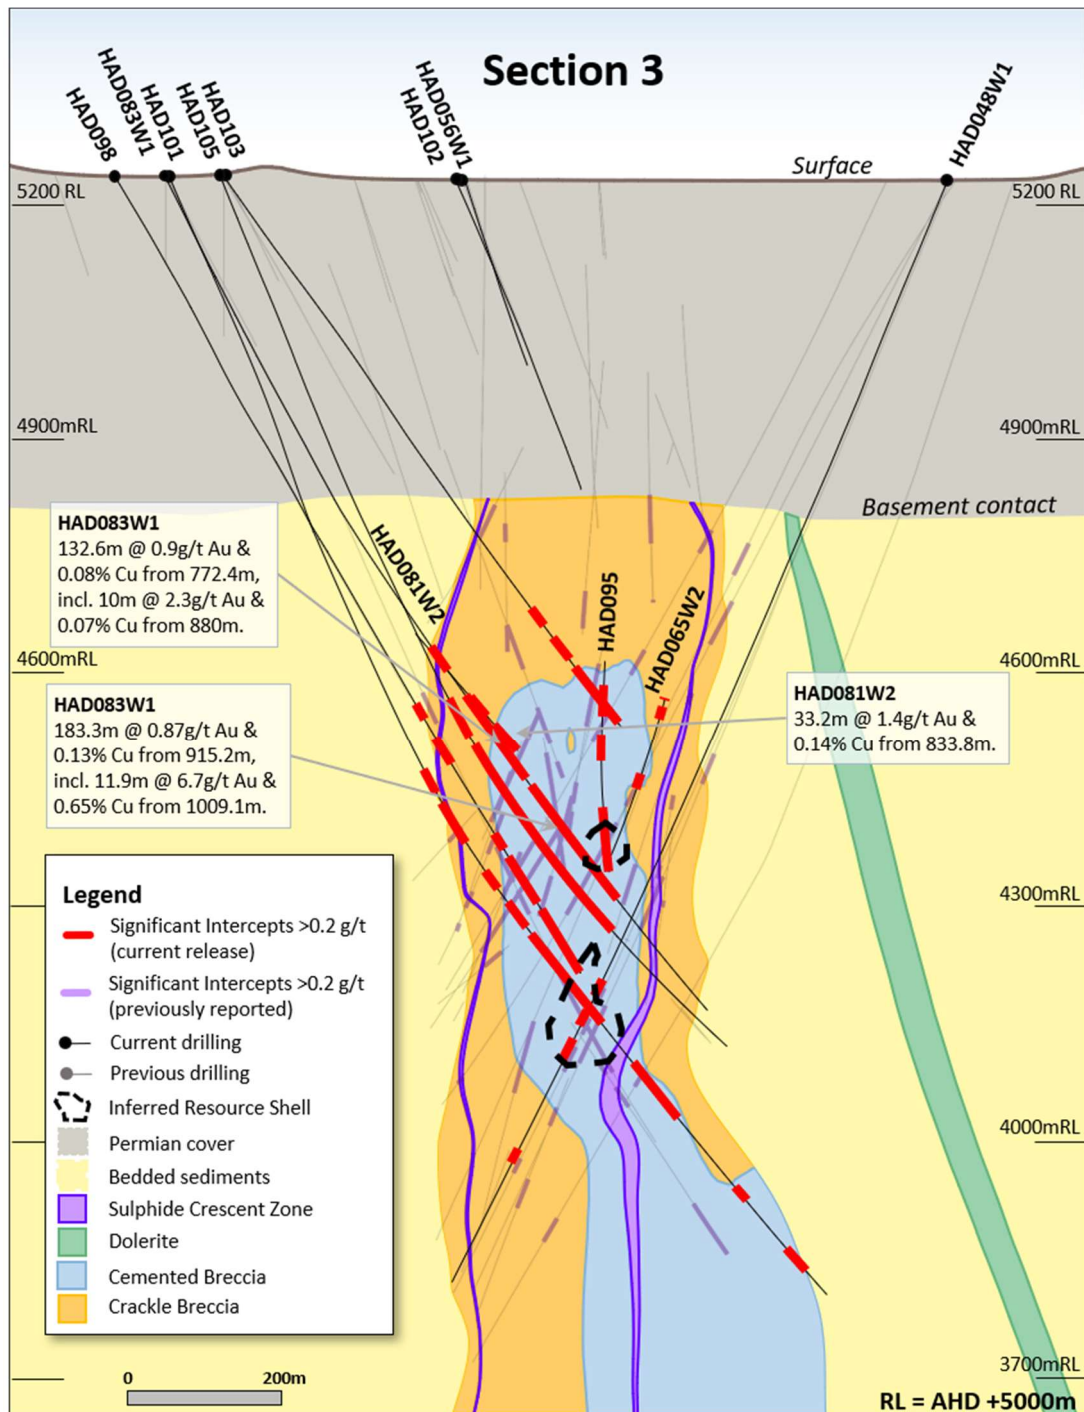 Section 3
HAD098
HAD083W1
HAD101
HAD105
HAD103
HAD102
HAD056W1
HAD048W1
Surface
5200 RL
5200 RL
4900mRL
4900mRL
Basement contact
HAD083W1
132.6m @ 0.9g/t Au &
0.08% Cu from 772.4m,
incl. 10m @ 2.3g/t Au &
0.07% Cu from 880m.
HAD081W2
HAD095
HAD065W2
4600mRL
4600mRL
HAD083W1
183.3m @ 0.87g/t Au &
0.13% Cu from 915.2m,
incl. 11.9m @ 6.7g/t Au &
0.65% Cu from 1009.1m.
HAD081W2
33.2m @ 1.4g/t Au &
0.14% Cu from 833.8m.
4300mRL
Legend
Significant Intercepts >0.2 g/t
(current release)
Significant Intercepts >0.2 g/t
(previously reported)
Current drilling
Previous drilling
Inferred Resource Shell
Permian cover
Bedded sediments
Sulphide Crescent Zone
Dolerite
Cemented Breccia
Crackle Breccia
4000mRL
3700mRL
0 200m
RL = AHD +5000m